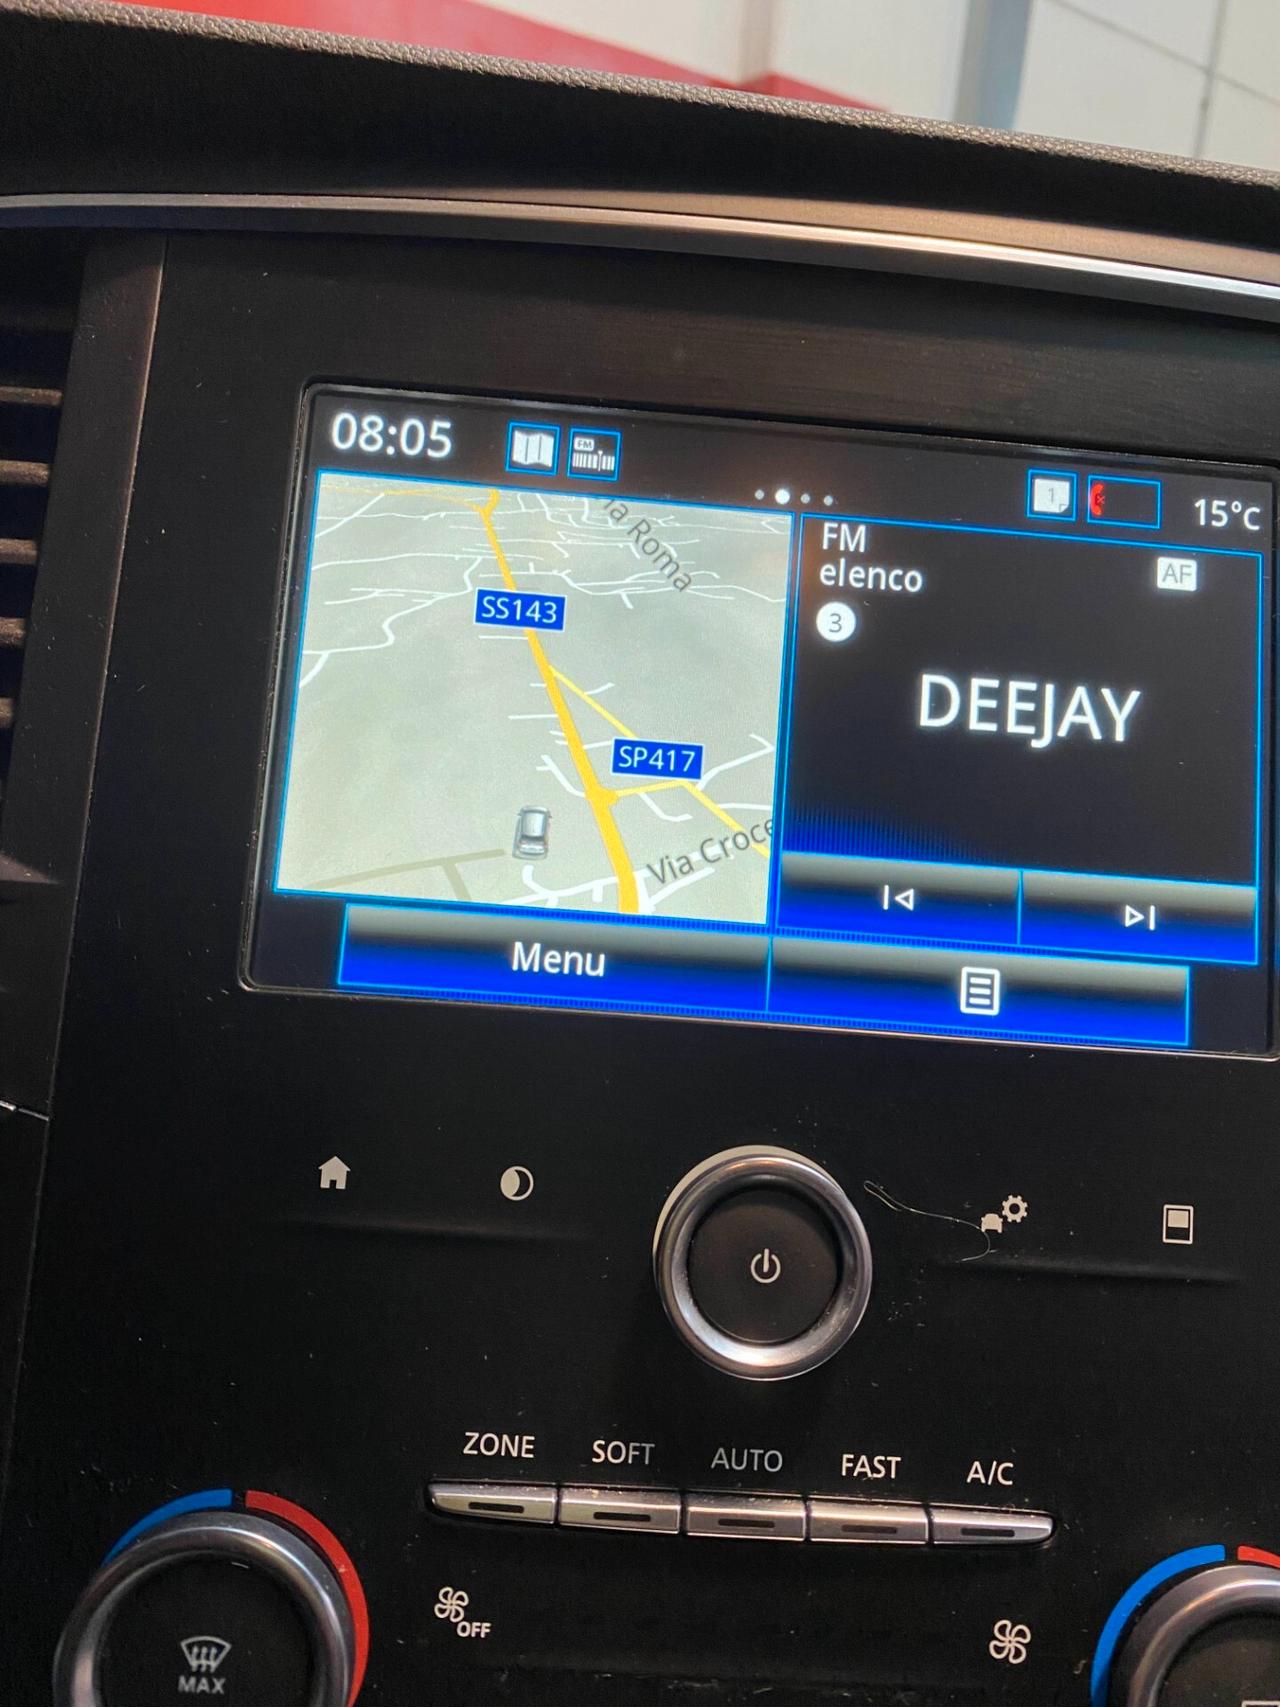 08:05
FM
1
15°C
ia Roma
SS143
SP417
Via Croce
FM
elenco
AF
3
DEEJAY
Menu
ZONE
SOFT
AUTO
FAST
A/C
OFF
MAX